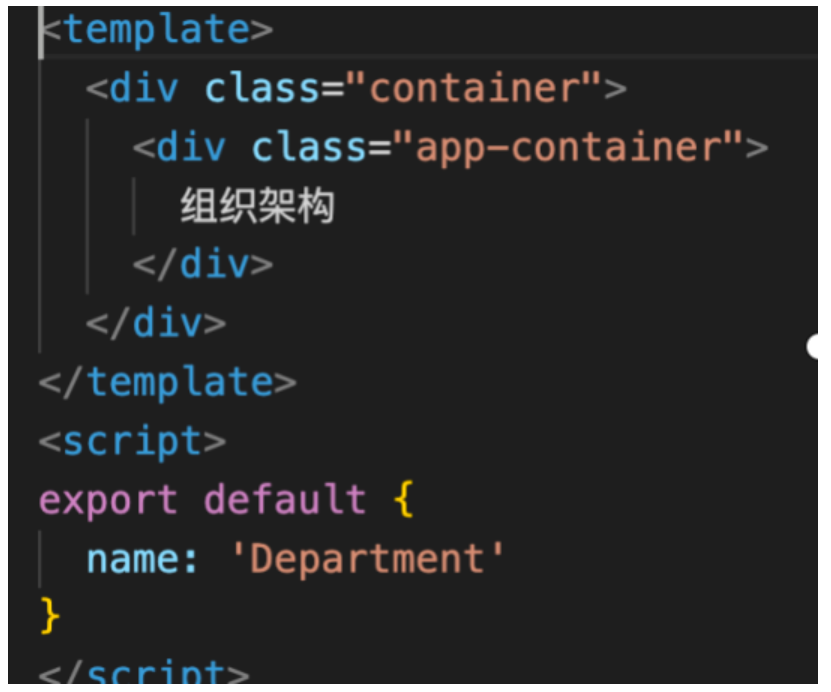 <template>
<div class="container">
<div class="app-container">
组织架构
</div>
</div>
</template>
<script>
export default {
name: 'Department'
}
</script>